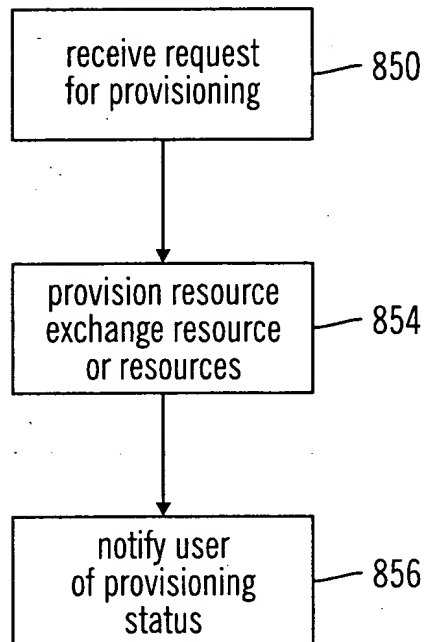 receive request
for provisioning
850
provision resource
exchange resource
or resources
854
notify user
of provisioning
status
856